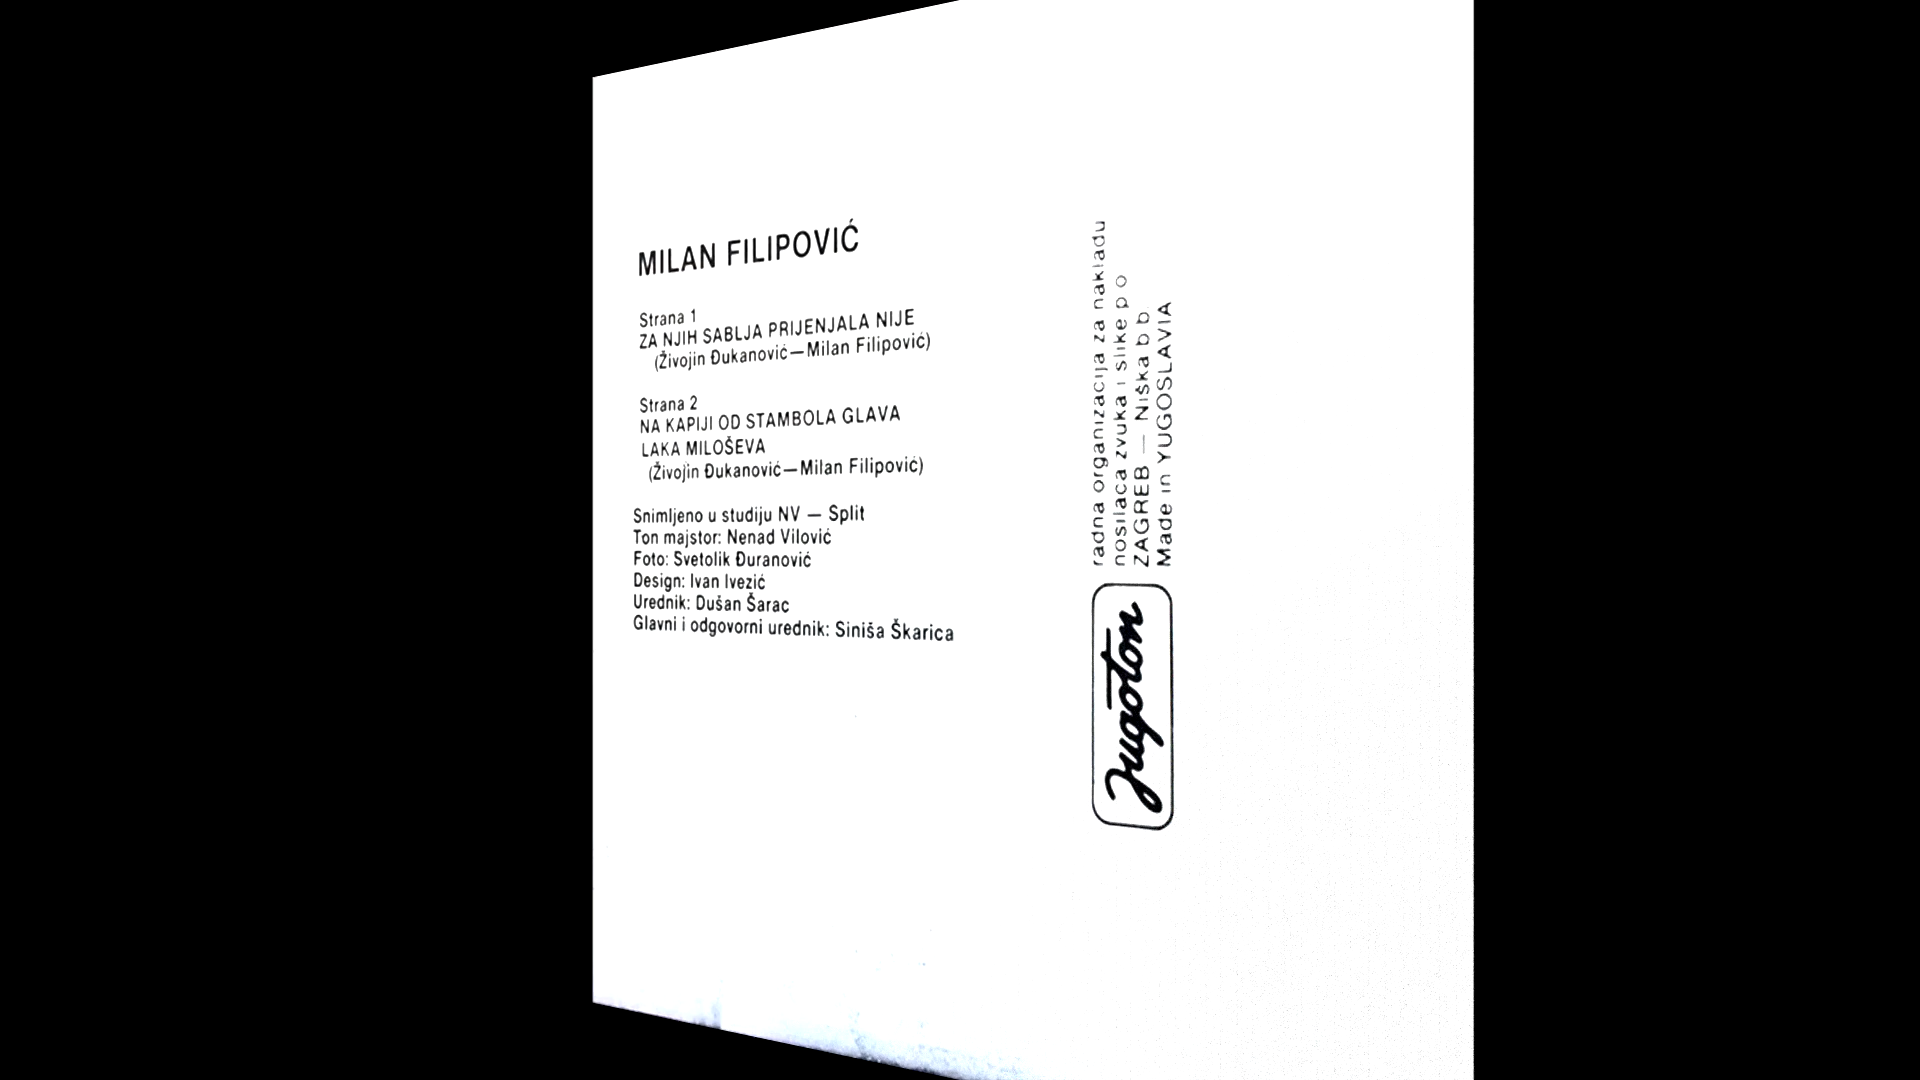 MILAN FILIPOVIĆ
Strana 1
ZA NJIH SABLJA PRIJENJALA NIJE
(Živojin Đukanović—Milan Filipović)
Strana 2
NA KAPIJI OD STAMBOLA GLAVA
LAKA MILOŠEVA
(Živojin Đukanović—Milan Filipović)
Snimljeno u studiju NV — Split
Ton majstor: Nenad Vilović
Foto: Svetolik Đuranović
Design: Ivan Ivezić
Urednik: Dušan Šarac
Glavni i odgovorni urednik: Siniša Škarica
Jugoton
radna organizacija za nakladu
nosilaca zvuka i slike p o
ZAGREB — Niška b b
Made in YUGOSLAVIA